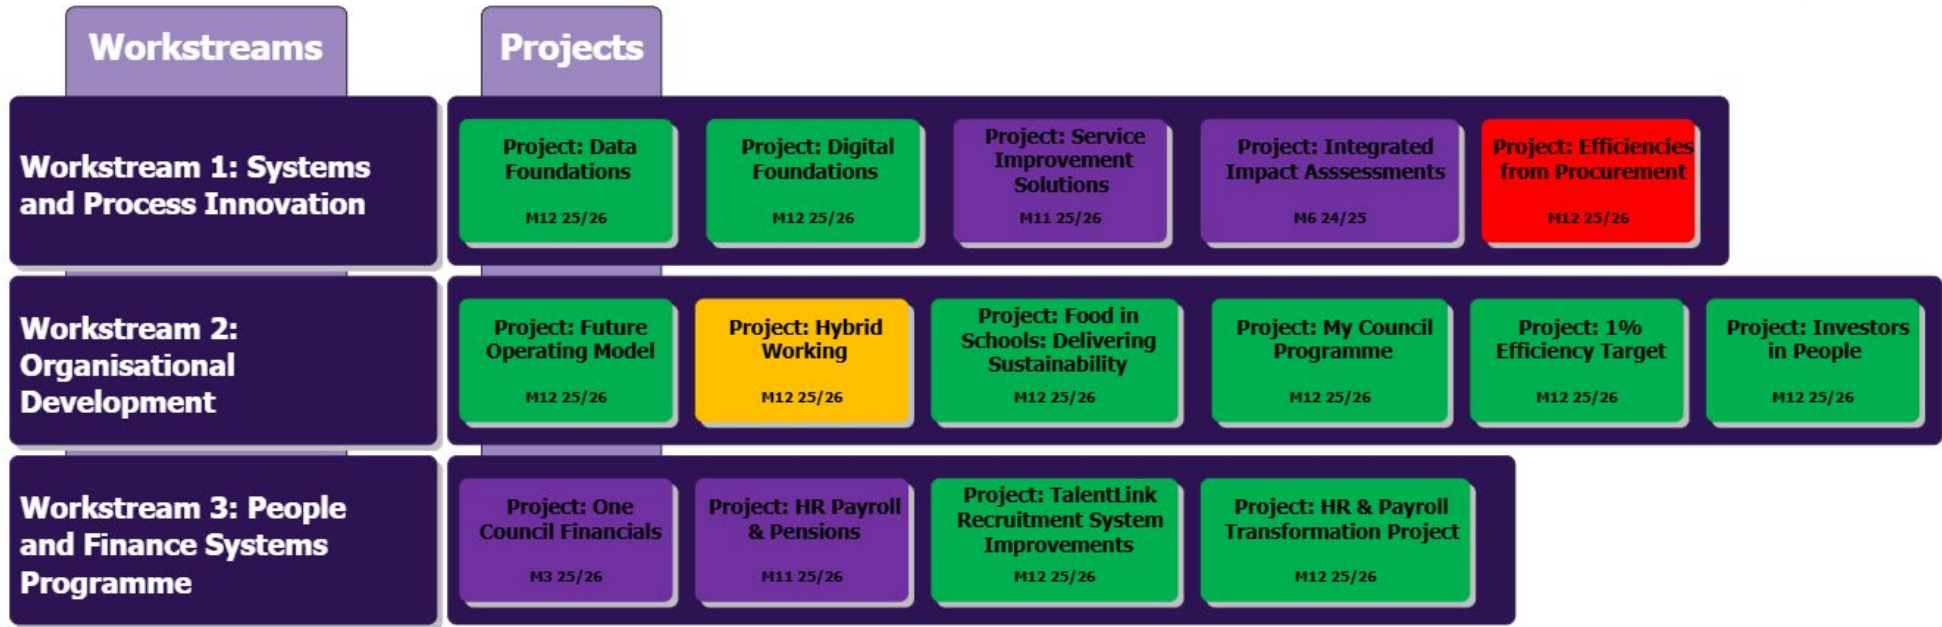 Workstreams
Projects
Workstream 1: Systems
and Process Innovation
Project: Data
Foundations
M12 25/26
Project: Digital
Foundations
M12 25/26
Project: Service
Improvement
Solutions
M11 25/26
Project: Integrated
Impact Asssessments
M6 24/25
Project: Efficiencies
from Procurement
M12 25/26
Workstream 2:
Organisational
Development
Project: Future
Operating Model
M12 25/26
Project: Hybrid
Working
M12 25/26
Project: Food in
Schools: Delivering
Sustainability
M12 25/26
Project: My Council
Programme
M12 25/26
Project: 1%
Efficiency Target
M12 25/26
Project: Investors
in People
M12 25/26
Workstream 3: People
and Finance Systems
Programme
Project: One
Council Financials
M3 25/26
Project: HR Payroll
& Pensions
M11 25/26
Project: TalentLink
Recruitment System
Improvements
M12 25/26
Project: HR & Payroll
Transformation Project
M12 25/26